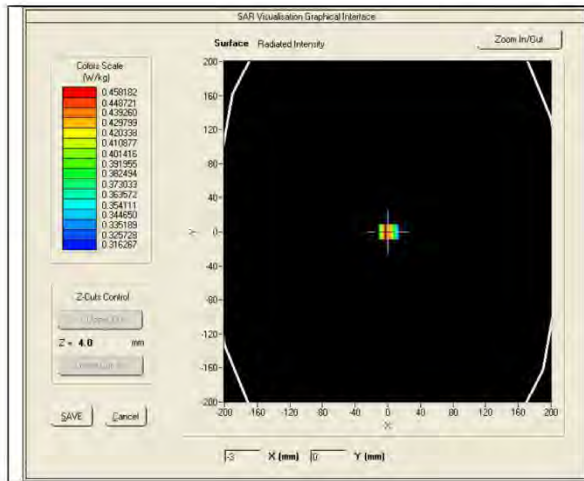 SAR Visualisation Graphical Interface
Surface Radiated Intensity
Zoom In/Out
Colors Scale
(W/kg)
0.458182
0.448721
0.439260
0.429799
0.420338
0.410877
0.401416
0.391955
0.382494
0.373033
0.363572
0.354111
0.344650
0.335189
0.325728
0.316267
200
160
120
80
40
0
-40
-80
-120
-160
-200
Y
-200 -160 -120 -80 -40 0 40 80 120 160 200
X
Z-Cuts Control
Z = 4.0 mm
SAVE Cancel
-3 X (mm) 0 Y (mm)